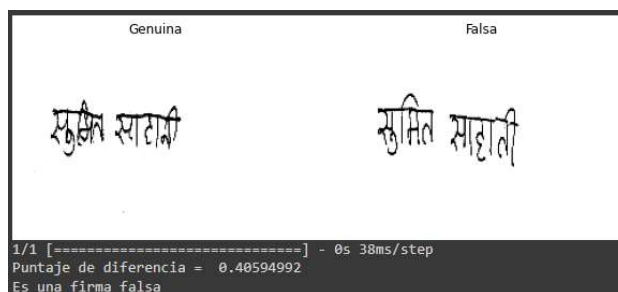 Genuina Falsa
सुमित साहानी सुमित साहानी
1/1 [==============================] - 0s 38ms/step
Puntaje de diferencia =  0.40594992
Es una firma falsa